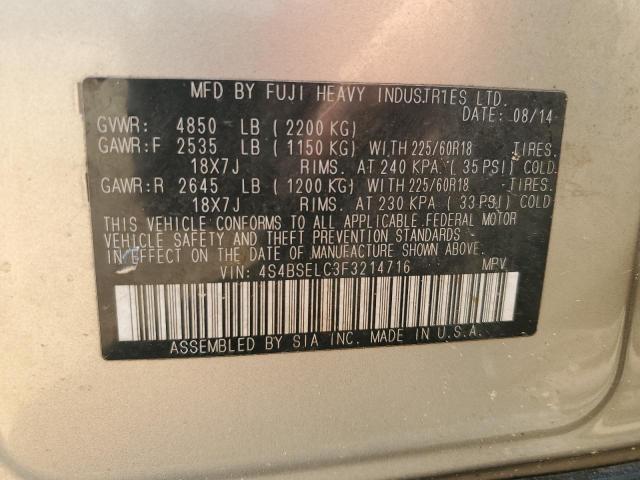 MFD BY FUJI HEAVY INDUSTRIES LTD.
DATE: 08/14
GVWR: 4850 LB (2200 KG)
GAWR:F 2535 LB (1150 KG) WITH 225/60R18 TIRES.
18X7J RIMS. AT 240 KPA (35 PSI) COLD
GAWR:R 2645 LB (1200 KG) WITH 225/60R18 TIRES.
18X7J RIMS. AT 230 KPA (33 PSI) COLD
THIS VEHICLE CONFORMS TO ALL APPLICABLE FEDERAL MOTOR
VEHICLE SAFETY AND THEFT PREVENTION STANDARDS
IN EFFECT ON THE DATE OF MANUFACTURE SHOWN ABOVE.
VIN: 4S4BSELC3F3214716 MPV
ASSEMBLED BY SIA INC. MADE IN U.S.A.